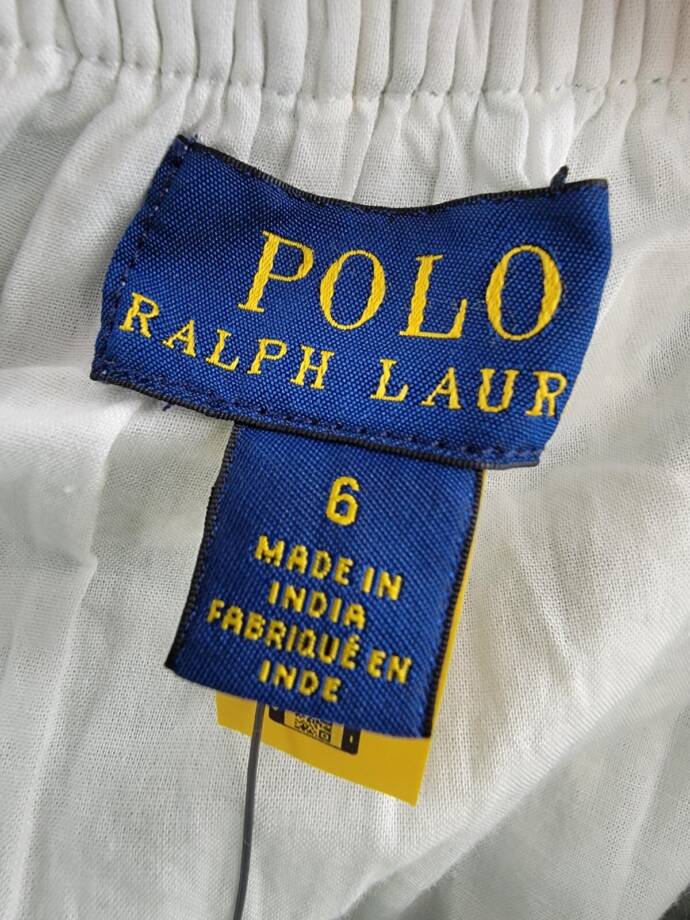 POLO
RALPH LAUR
6
MADE IN
INDIA
FABRIQUÉ EN
INDE